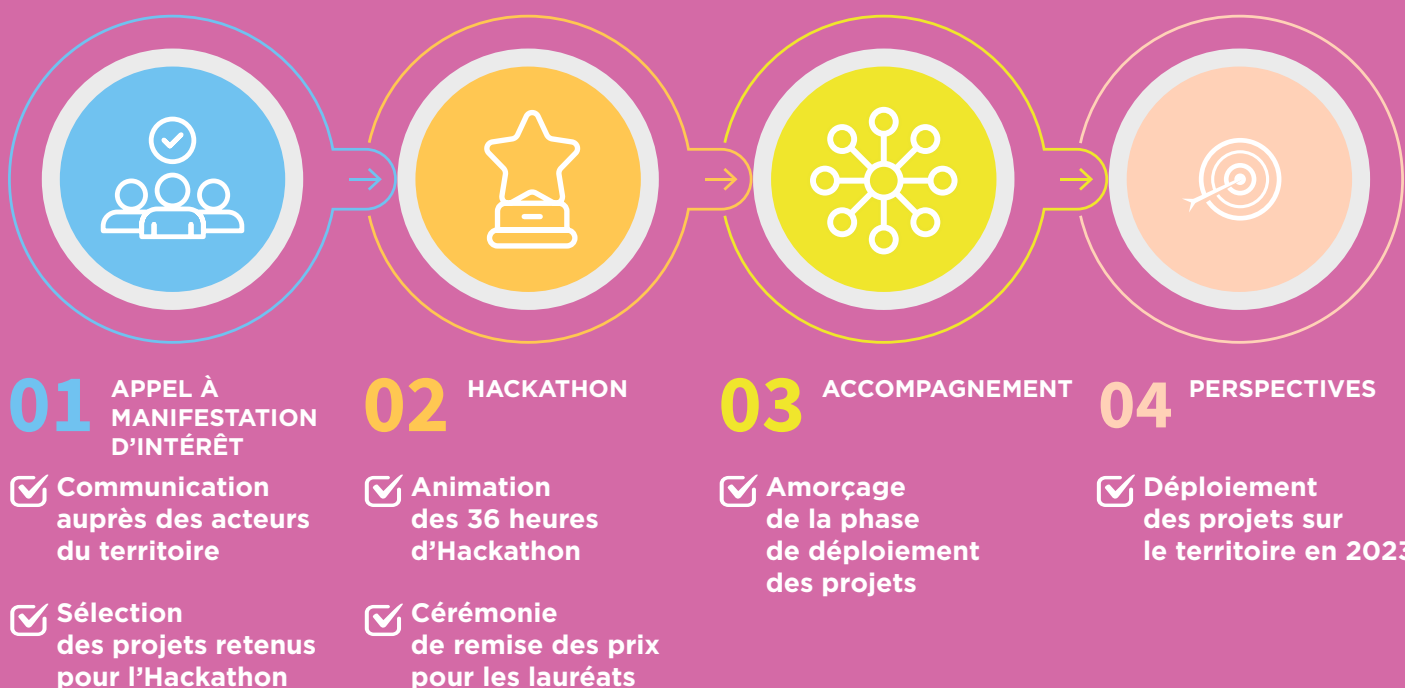 01 APPEL À
MANIFESTATION
D'INTÉRÊT
Communication
auprès des acteurs
du territoire
Sélection
des projets retenus
pour l'Hackathon
02 HACKATHON
Animation
des 36 heures
d'Hackathon
Cérémonie
de remise des prix
pour les lauréats
03 ACCOMPAGNEMENT
Amorçage
de la phase
de déploiement
des projets
04 PERSPECTIVES
Déploiement
des projets sur
le territoire en 2023